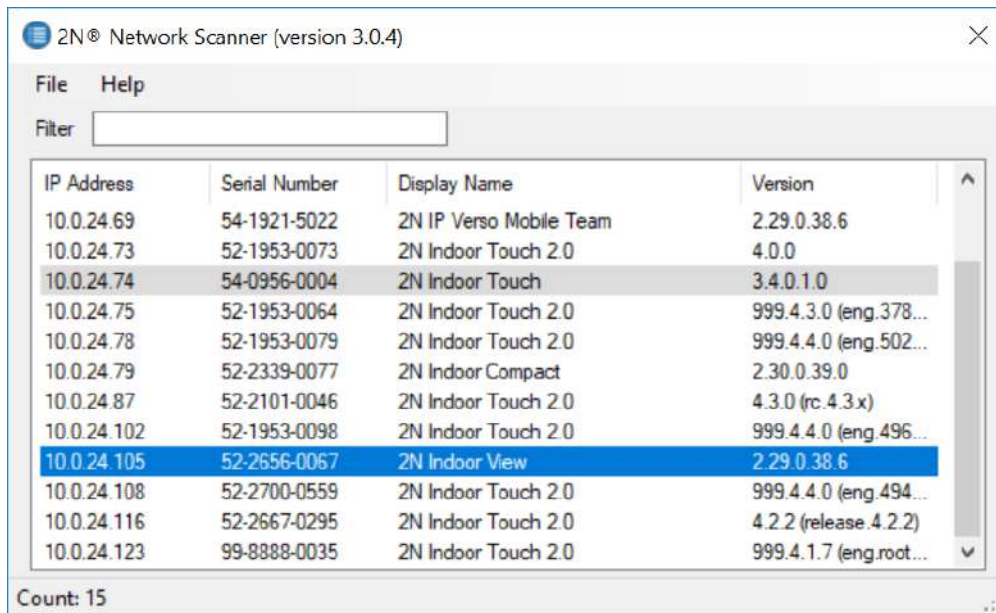 2N® Network Scanner (version 3.0.4)
File Help
Filter
IP Address Serial Number Display Name Version
10.0.24.69 54-1921-5022 2N IP Verso Mobile Team 2.29.0.38.6
10.0.24.73 52-1953-0073 2N Indoor Touch 2.0 4.0.0
10.0.24.74 54-0956-0004 2N Indoor Touch 3.4.0.1.0
10.0.24.75 52-1953-0064 2N Indoor Touch 2.0 999.4.3.0 (eng.378...
10.0.24.78 52-1953-0079 2N Indoor Touch 2.0 999.4.4.0 (eng.502...
10.0.24.79 52-2339-0077 2N Indoor Compact 2.30.0.39.0
10.0.24.87 52-2101-0046 2N Indoor Touch 2.0 4.3.0 (rc.4.3.x)
10.0.24.102 52-1953-0098 2N Indoor Touch 2.0 999.4.4.0 (eng.496...
10.0.24.105 52-2656-0067 2N Indoor View 2.29.0.38.6
10.0.24.108 52-2700-0559 2N Indoor Touch 2.0 999.4.4.0 (eng.494...
10.0.24.116 52-2667-0295 2N Indoor Touch 2.0 4.2.2 (release.4.2.2)
10.0.24.123 99-8888-0035 2N Indoor Touch 2.0 999.4.1.7 (eng.root...
Count: 15